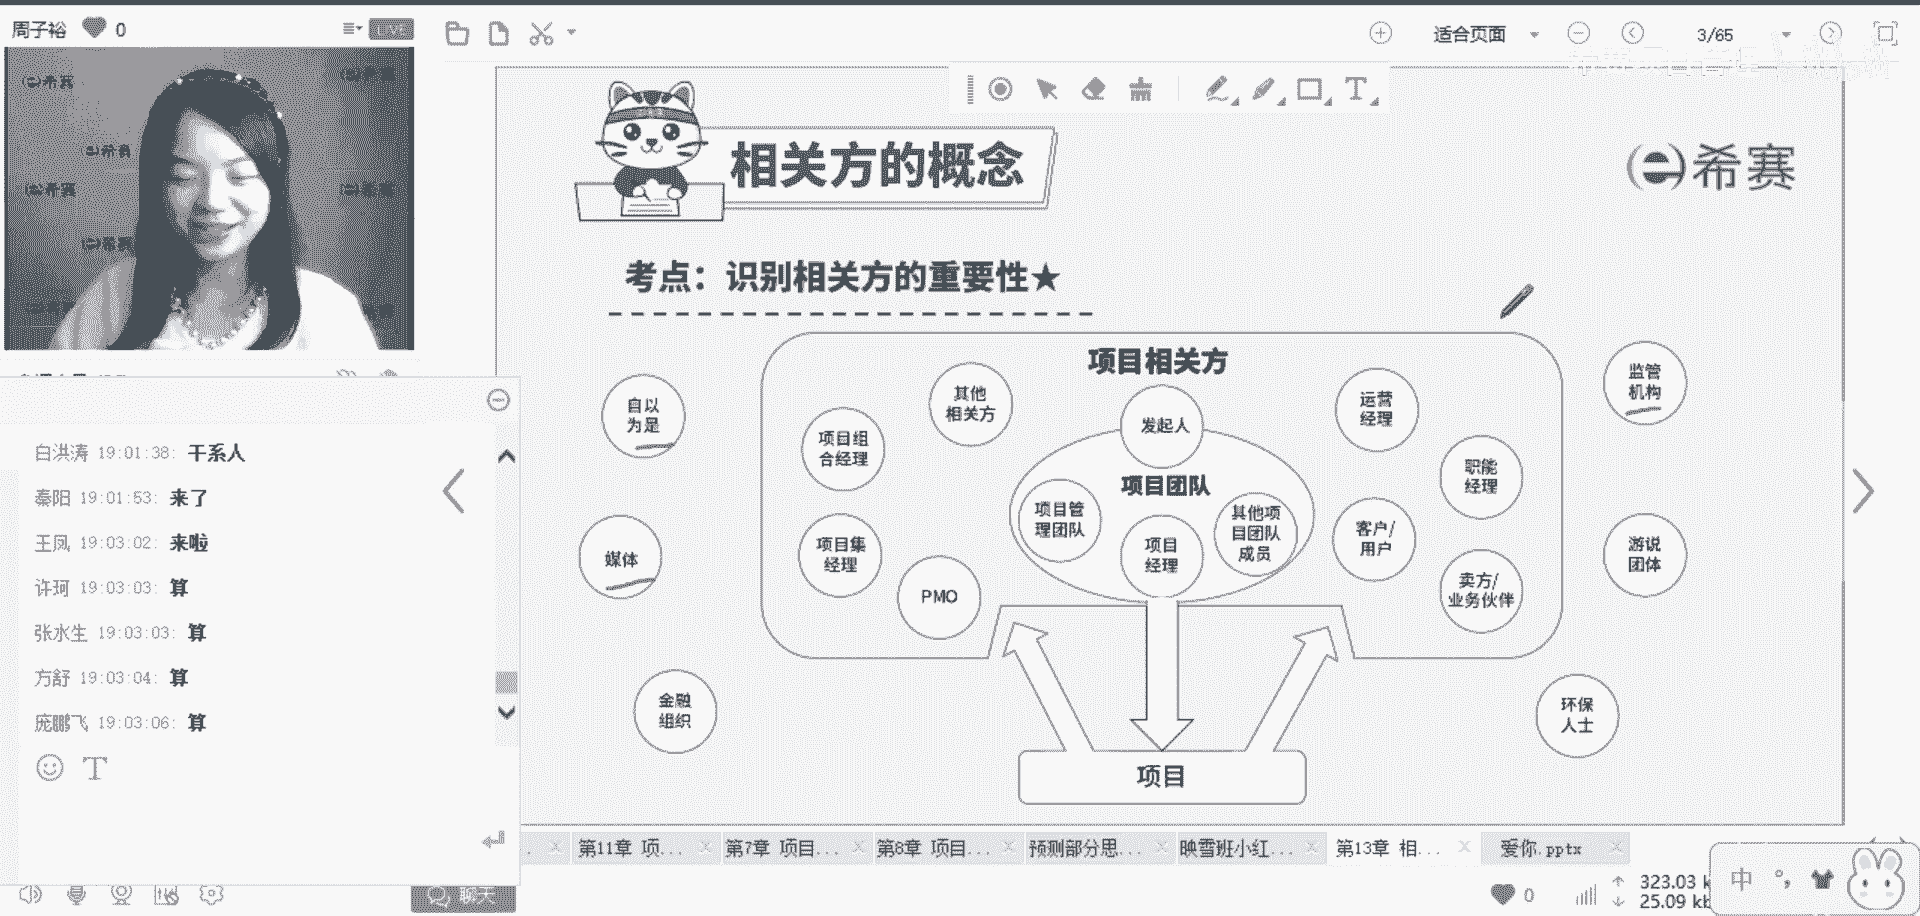 周子裕 0
LIVE
适合页面
3/65
相关方的概念
希赛
考点：识别相关方的重要性★
项目相关方
自以
为是
媒体
金融
组织
项目组
合经理
其他
相关方
项目集
经理
PMO
发起人
项目团队
项目管
理团队
项目
经理
其他项
目团队
成员
运营
经理
职能
经理
客户/
用户
卖方/
业务伙伴
监管
机构
游说
团体
环保
人士
项目
白洪涛 19:01:38: 干系人
秦阳 19:01:53: 来了
王凤 19:03:02: 来啦
许珂 19:03:03: 算
张水生 19:03:03: 算
方舒 19:03:04: 算
庞鹏飞 19:03:06: 算
聊天
第11章 项...
第7章 项目...
第8章 项目...
预测部分思...
映雪班小红...
第13章 相...
爱你.pptx
0
323.03 k
25.09 kb
中